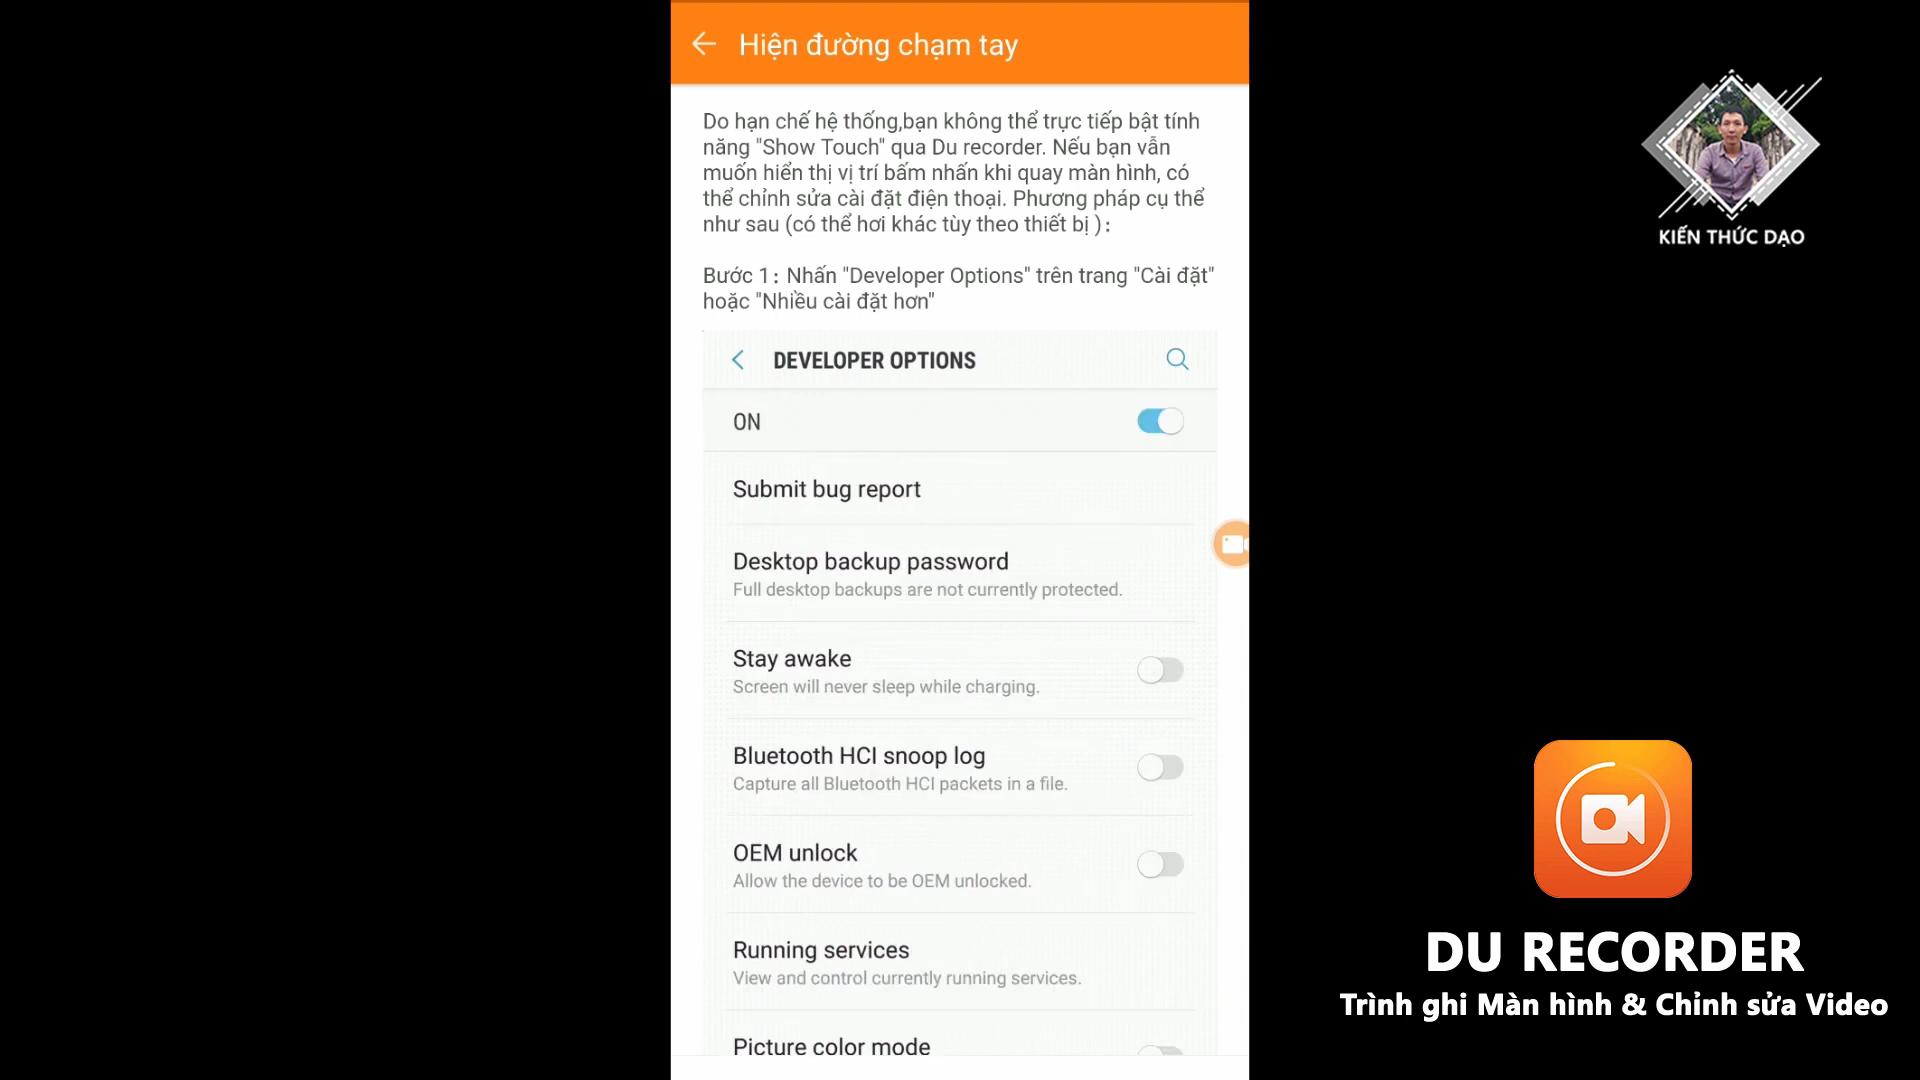 Hiện đường chạm tay
Do hạn chế hệ thống,bạn không thể trực tiếp bật tính
năng "Show Touch" qua Du recorder. Nếu bạn vẫn
muốn hiển thị vị trí bấm nhấn khi quay màn hình, có
thể chỉnh sửa cài đặt điện thoại. Phương pháp cụ thể
như sau (có thể hơi khác tùy theo thiết bị ):
Bước 1: Nhấn "Developer Options" trên trang "Cài đặt"
hoặc "Nhiều cài đặt hơn"
DEVELOPER OPTIONS
ON
Submit bug report
Desktop backup password
Full desktop backups are not currently protected.
Stay awake
Screen will never sleep while charging.
Bluetooth HCI snoop log
Capture all Bluetooth HCI packets in a file.
OEM unlock
Allow the device to be OEM unlocked.
Running services
View and control currently running services.
Picture color mode
KIẾN THỨC DẠO
DU RECORDER
Trình ghi Màn hình & Chỉnh sửa Video